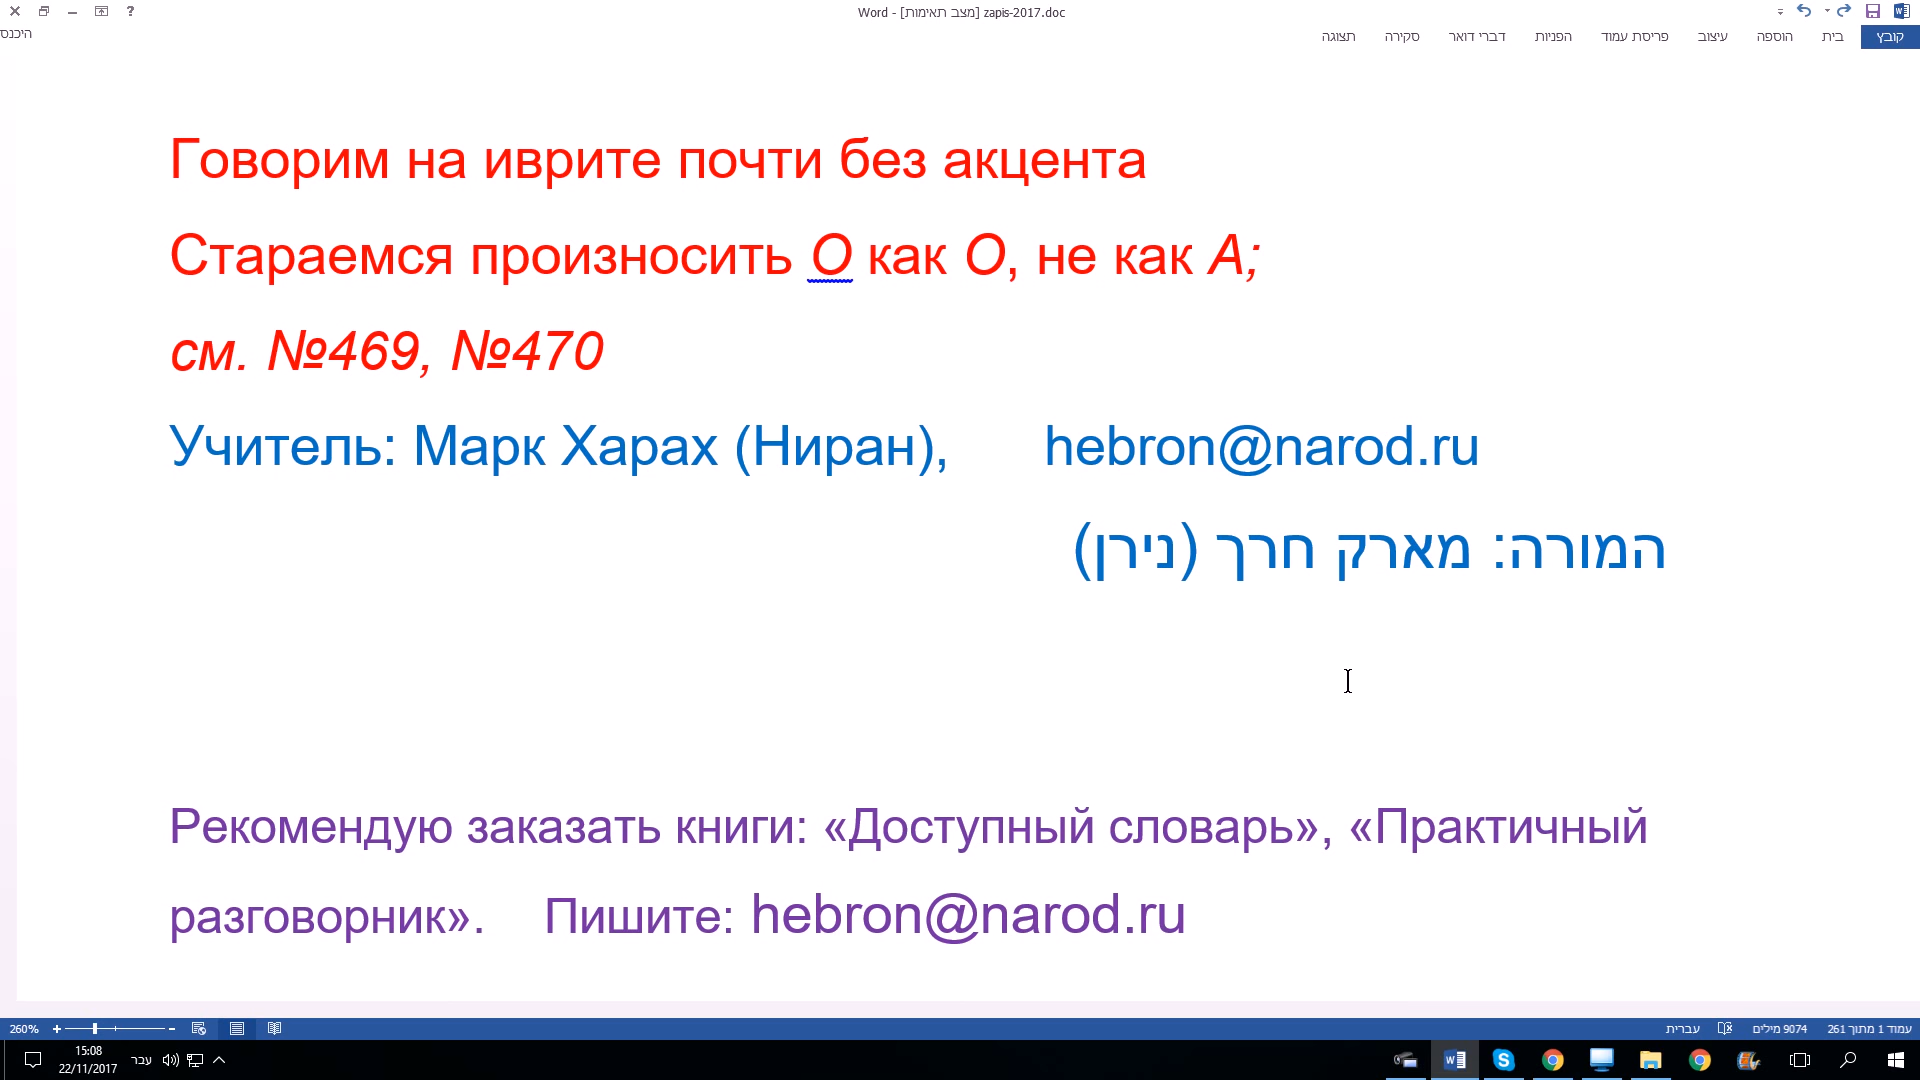 zapis-2017.doc [מצב תאימות] - Word
היכנס
קובץ בית הוספה עיצוב פריסת עמוד הפניות דברי דואר סקירה תצוגה
Говорим на иврите почти без акцента
Стараемся произносить О как О, не как А;
см. №469, №470
Учитель: Марк Харах (Ниран), hebron@narod.ru
המורה: מארק חרך (נירן)
Рекомендую заказать книги: «Доступный словарь», «Практичный
разговорник». Пишите: hebron@narod.ru
עמוד 1 מתוך 261 9074 מילים עברית
260%
15:08
22/11/2017
עבר